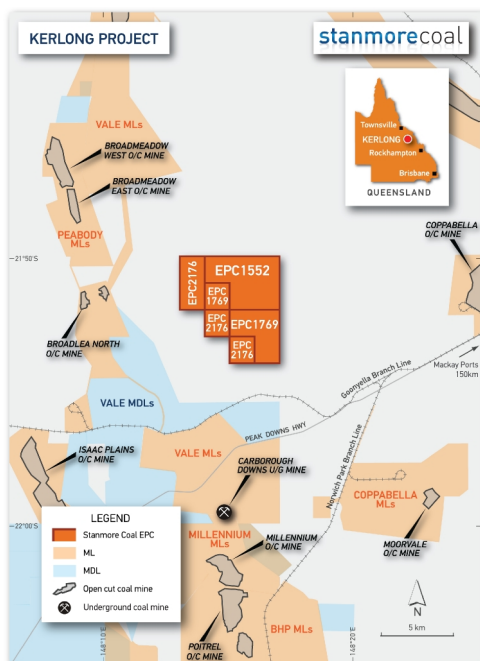 KERLONG PROJECT
stanmorecoal
VALE MLs
BROADMEADOW
WEST O/C MINE
BROADMEADOW
EAST O/C MINE
PEABODY
MLs
Townsville
KERLONG
Rockhampton
Brisbane
QUEENSLAND
COPPABELLA
O/C MINE
21°50'S
EPC2176
EPC1552
EPC
1769
EPC
2176
EPC1769
EPC
2176
BROADLEA NORTH
O/C MINE
Mackay Ports
150km
Goonyella Branch Line
VALE MDLs
PEAK DOWNS HWY
ISAAC PLAINS
O/C MINE
VALE MLs
CARBOROUGH
DOWNS U/G MINE
Norwich Park Branch Line
COPPABELLA
MLs
22°00'S
MILLENNIUM
MLs
MILLENNIUM
O/C MINE
MOORVALE
O/C MINE
LEGEND
Stanmore Coal EPC
ML
MDL
Open cut coal mine
Underground coal mine
148°10'E
POITREL
O/C MINE
BHP MLs
148°20'E
N
5 km